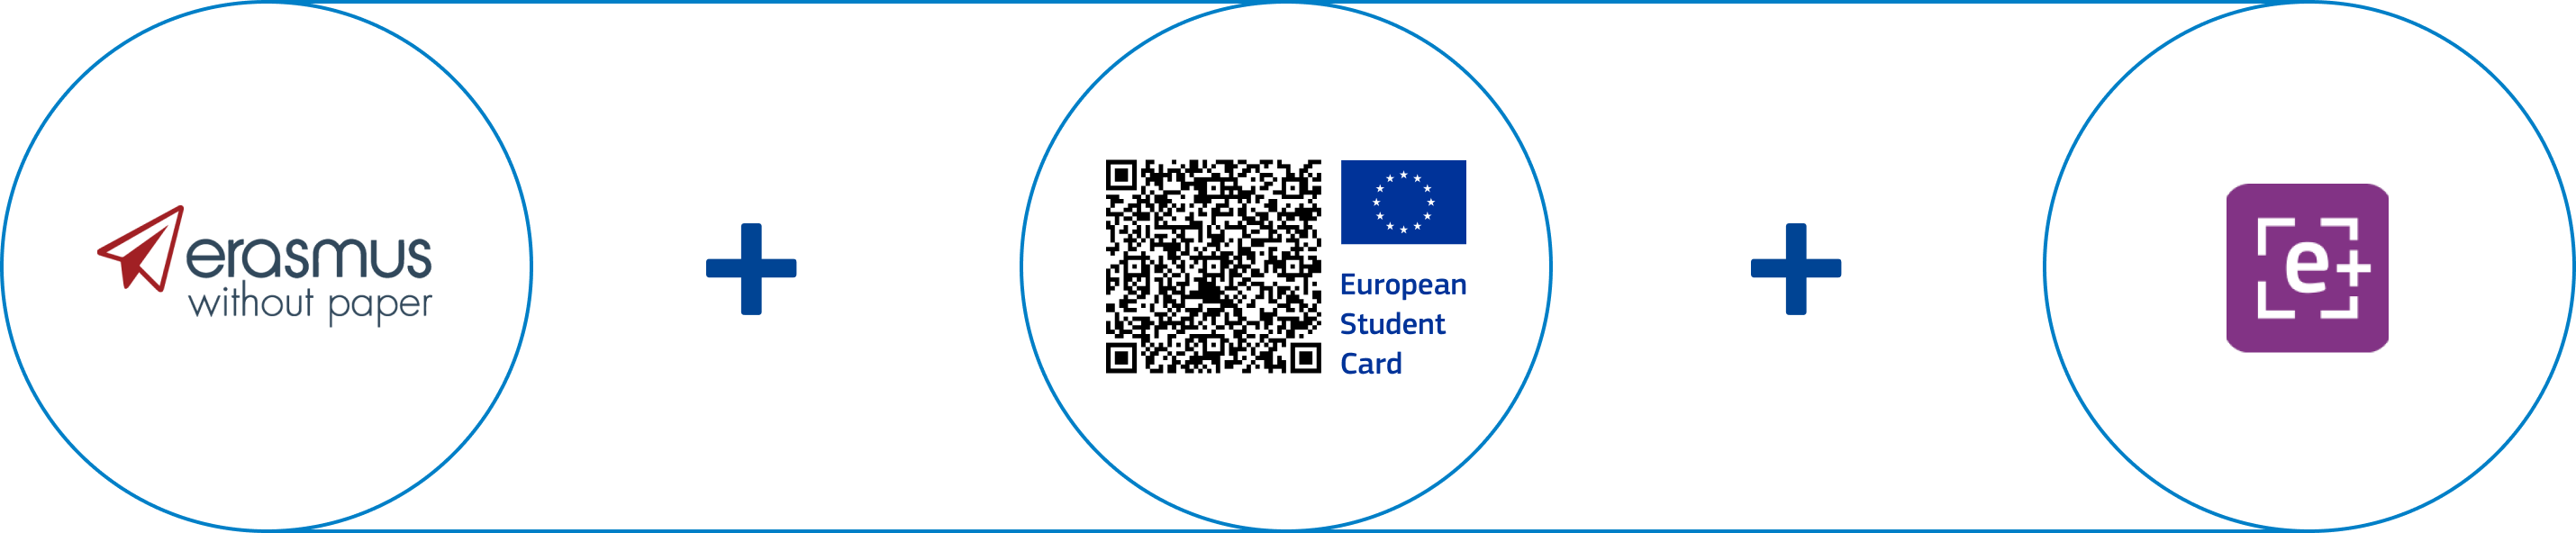 erasmus
without paper
+
European
Student
Card
+
e+